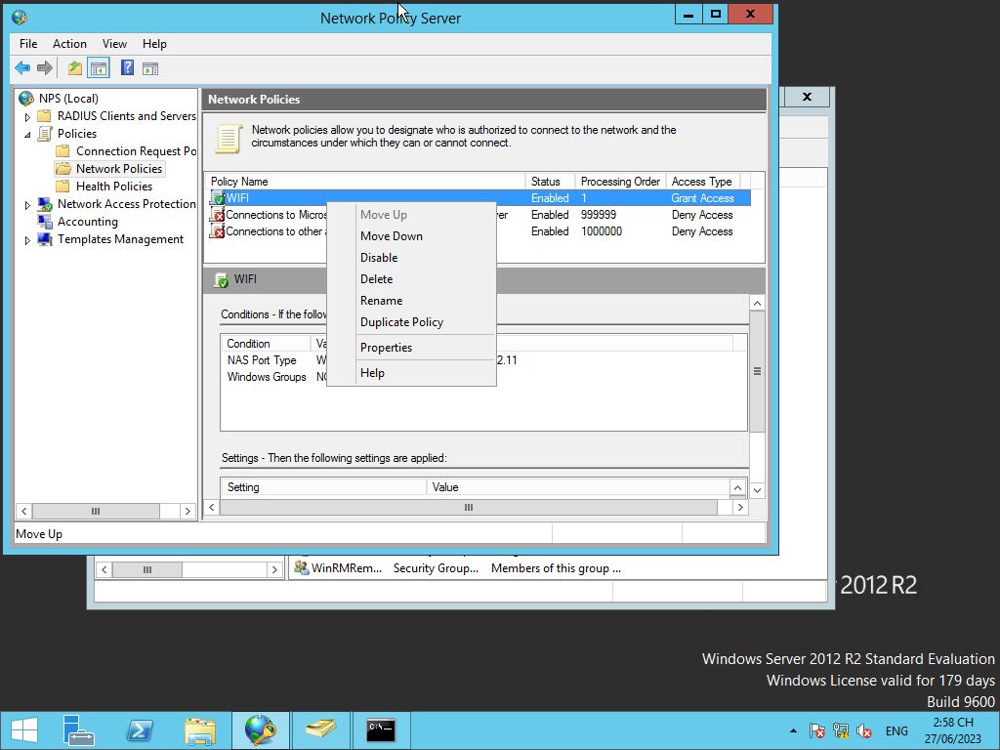 Network Policy Server
File Action View Help
NPS (Local)
RADIUS Clients and Servers
Policies
Connection Request Po
Network Policies
Health Policies
Network Access Protection
Accounting
Templates Management
Network Policies
Network policies allow you to designate who is authorized to connect to the network and the
circumstances under which they can or cannot connect.
Policy Name Status Processing Order Access Type
WIFI Enabled 1 Grant Access
Connections to Micros ver Enabled 999999 Deny Access
Connections to other a Enabled 1000000 Deny Access
Move Up
Move Down
Disable
Delete
Rename
Duplicate Policy
Properties
Help
WIFI
Conditions - If the follow
Condition Va
NAS Port Type W 2.11
Windows Groups NO
Settings - Then the following settings are applied:
Setting Value
Move Up
WinRMRem... Security Group... Members of this group ...
2012 R2
Windows Server 2012 R2 Standard Evaluation
Windows License valid for 179 days
Build 9600
C:\_
ENG
2:58 CH
27/06/2023